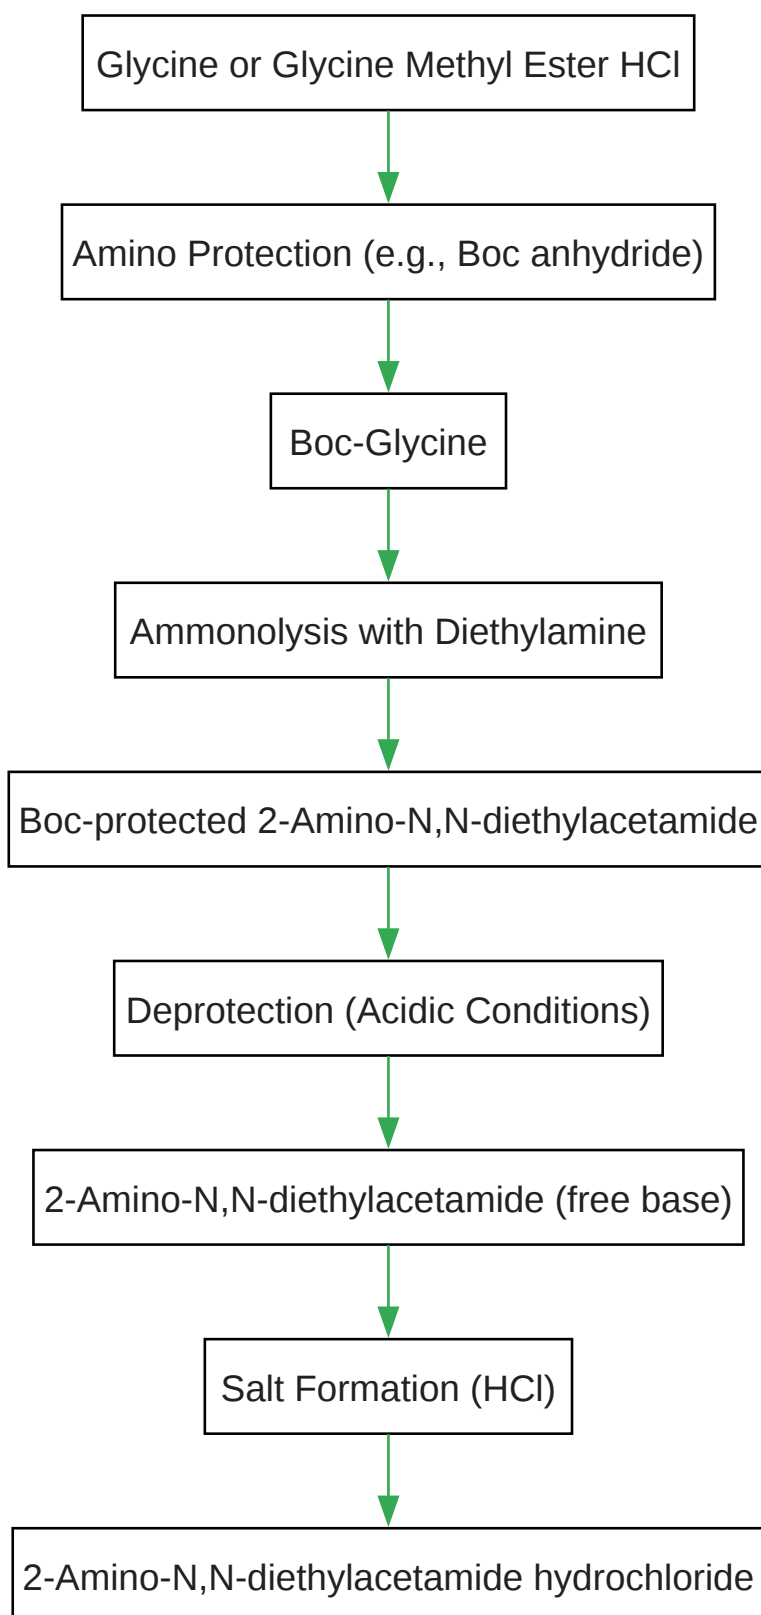 Glycine or Glycine Methyl Ester HCl
Amino Protection (e.g., Boc anhydride)
Boc-Glycine
Ammonolysis with Diethylamine
Boc-protected 2-Amino-N,N-diethylacetamide
Deprotection (Acidic Conditions)
2-Amino-N,N-diethylacetamide (free base)
Salt Formation (HCl)
2-Amino-N,N-diethylacetamide hydrochloride